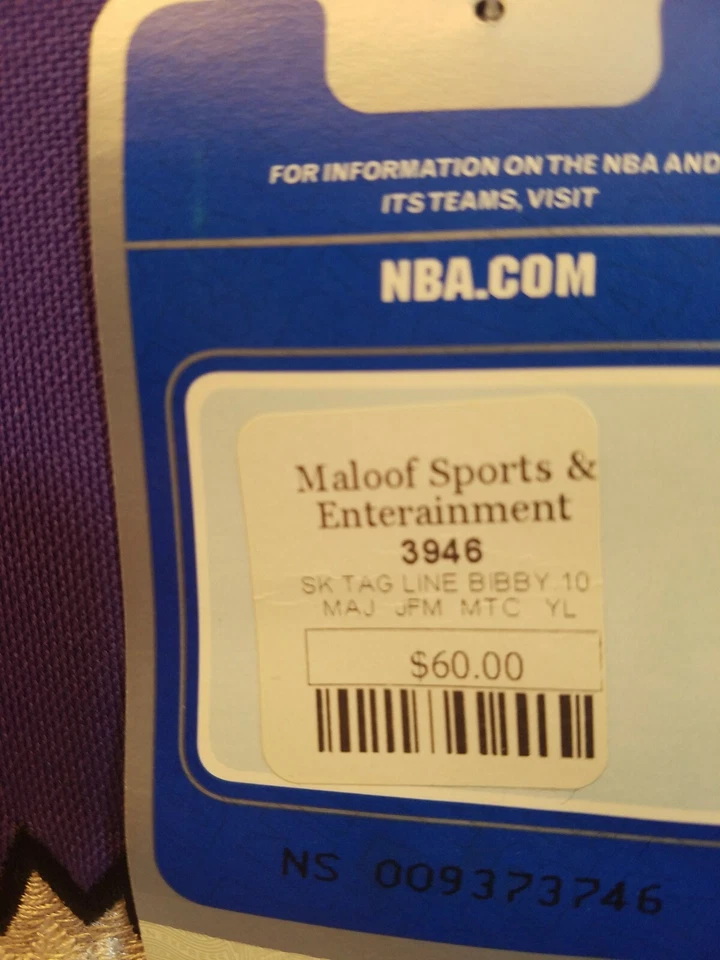 FOR INFORMATION ON THE NBA AND
ITS TEAMS, VISIT
NBA.COM
Maloof Sports &
Enterainment
3946
SK TAG LINE BIBBY 10
MAJ JFM MTC YL
$60.00
NS 009373746